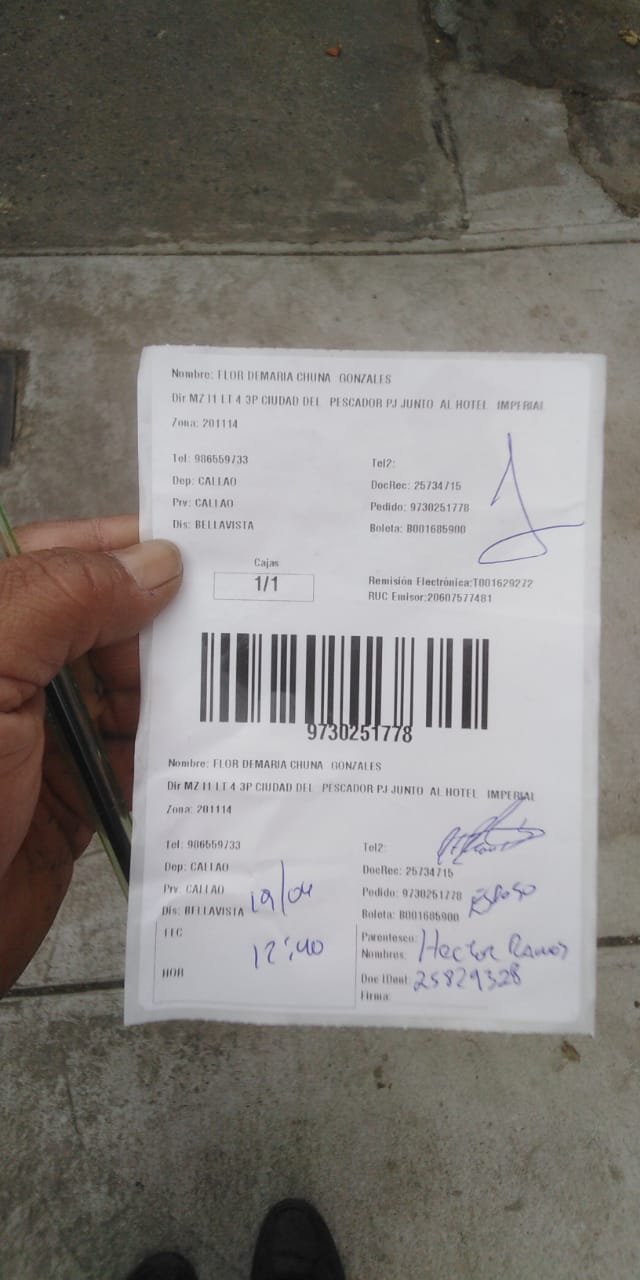 Nombre: FLOR DEMARIA CHUNA GONZALES
Dir MZ I1 LT 4 3P CIUDAD DEL PESCADOR PJ JUNTO AL HOTEL IMPERIAL
Zona: 201114
Tel: 986559733
Tel2:
Dep: CALLAO
DocRec: 25734715
Prv: CALLAO
Pedido: 9730251778
Dis: BELLAVISTA
Boleta: B001685900
Cajas
1/1
Remisión Electrónica:T001629272
RUC Emisor:20607577481
9730251778
Nombre: FLOR DEMARIA CHUNA GONZALES
Dir MZ I1 LT 4 3P CIUDAD DEL PESCADOR PJ JUNTO AL HOTEL IMPERIAL
Zona: 201114
Tel: 986559733
Tel2:
Dep: CALLAO
DocRec: 25734715
Prv: CALLAO 19/04
Pedido: 9730251778 Esposo
Dis: BELLAVISTA
Boleta: B001685900
FEC
Parentesco:
12:40
Nombres: Hector Ramos
HOR
Doc IDent: 25829328
Firma: